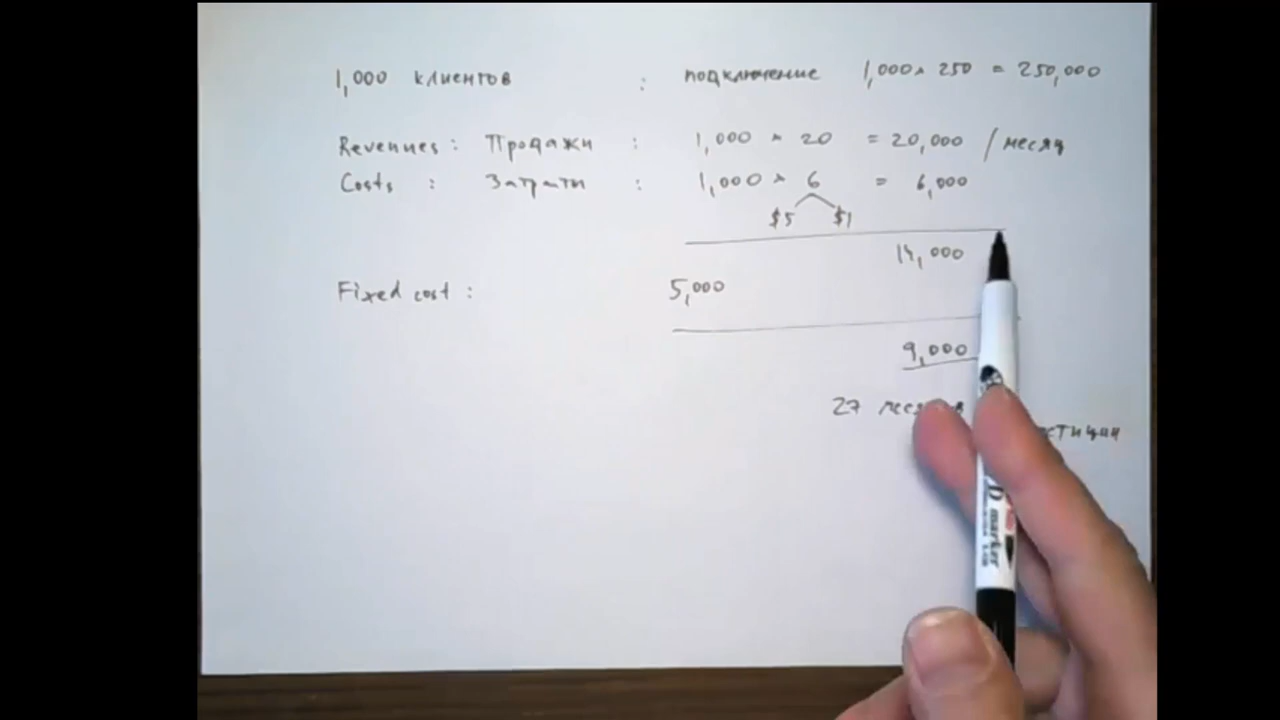 1,000 клиентов : подключение 1,000 × 250 = 250,000
Revenues : Продажи : 1,000 × 20 = 20,000 / месяц
Costs : Затраты : 1,000 × 6 = 6,000
$5 $1
14,000
Fixed cost : 5,000
9,000
27
marker